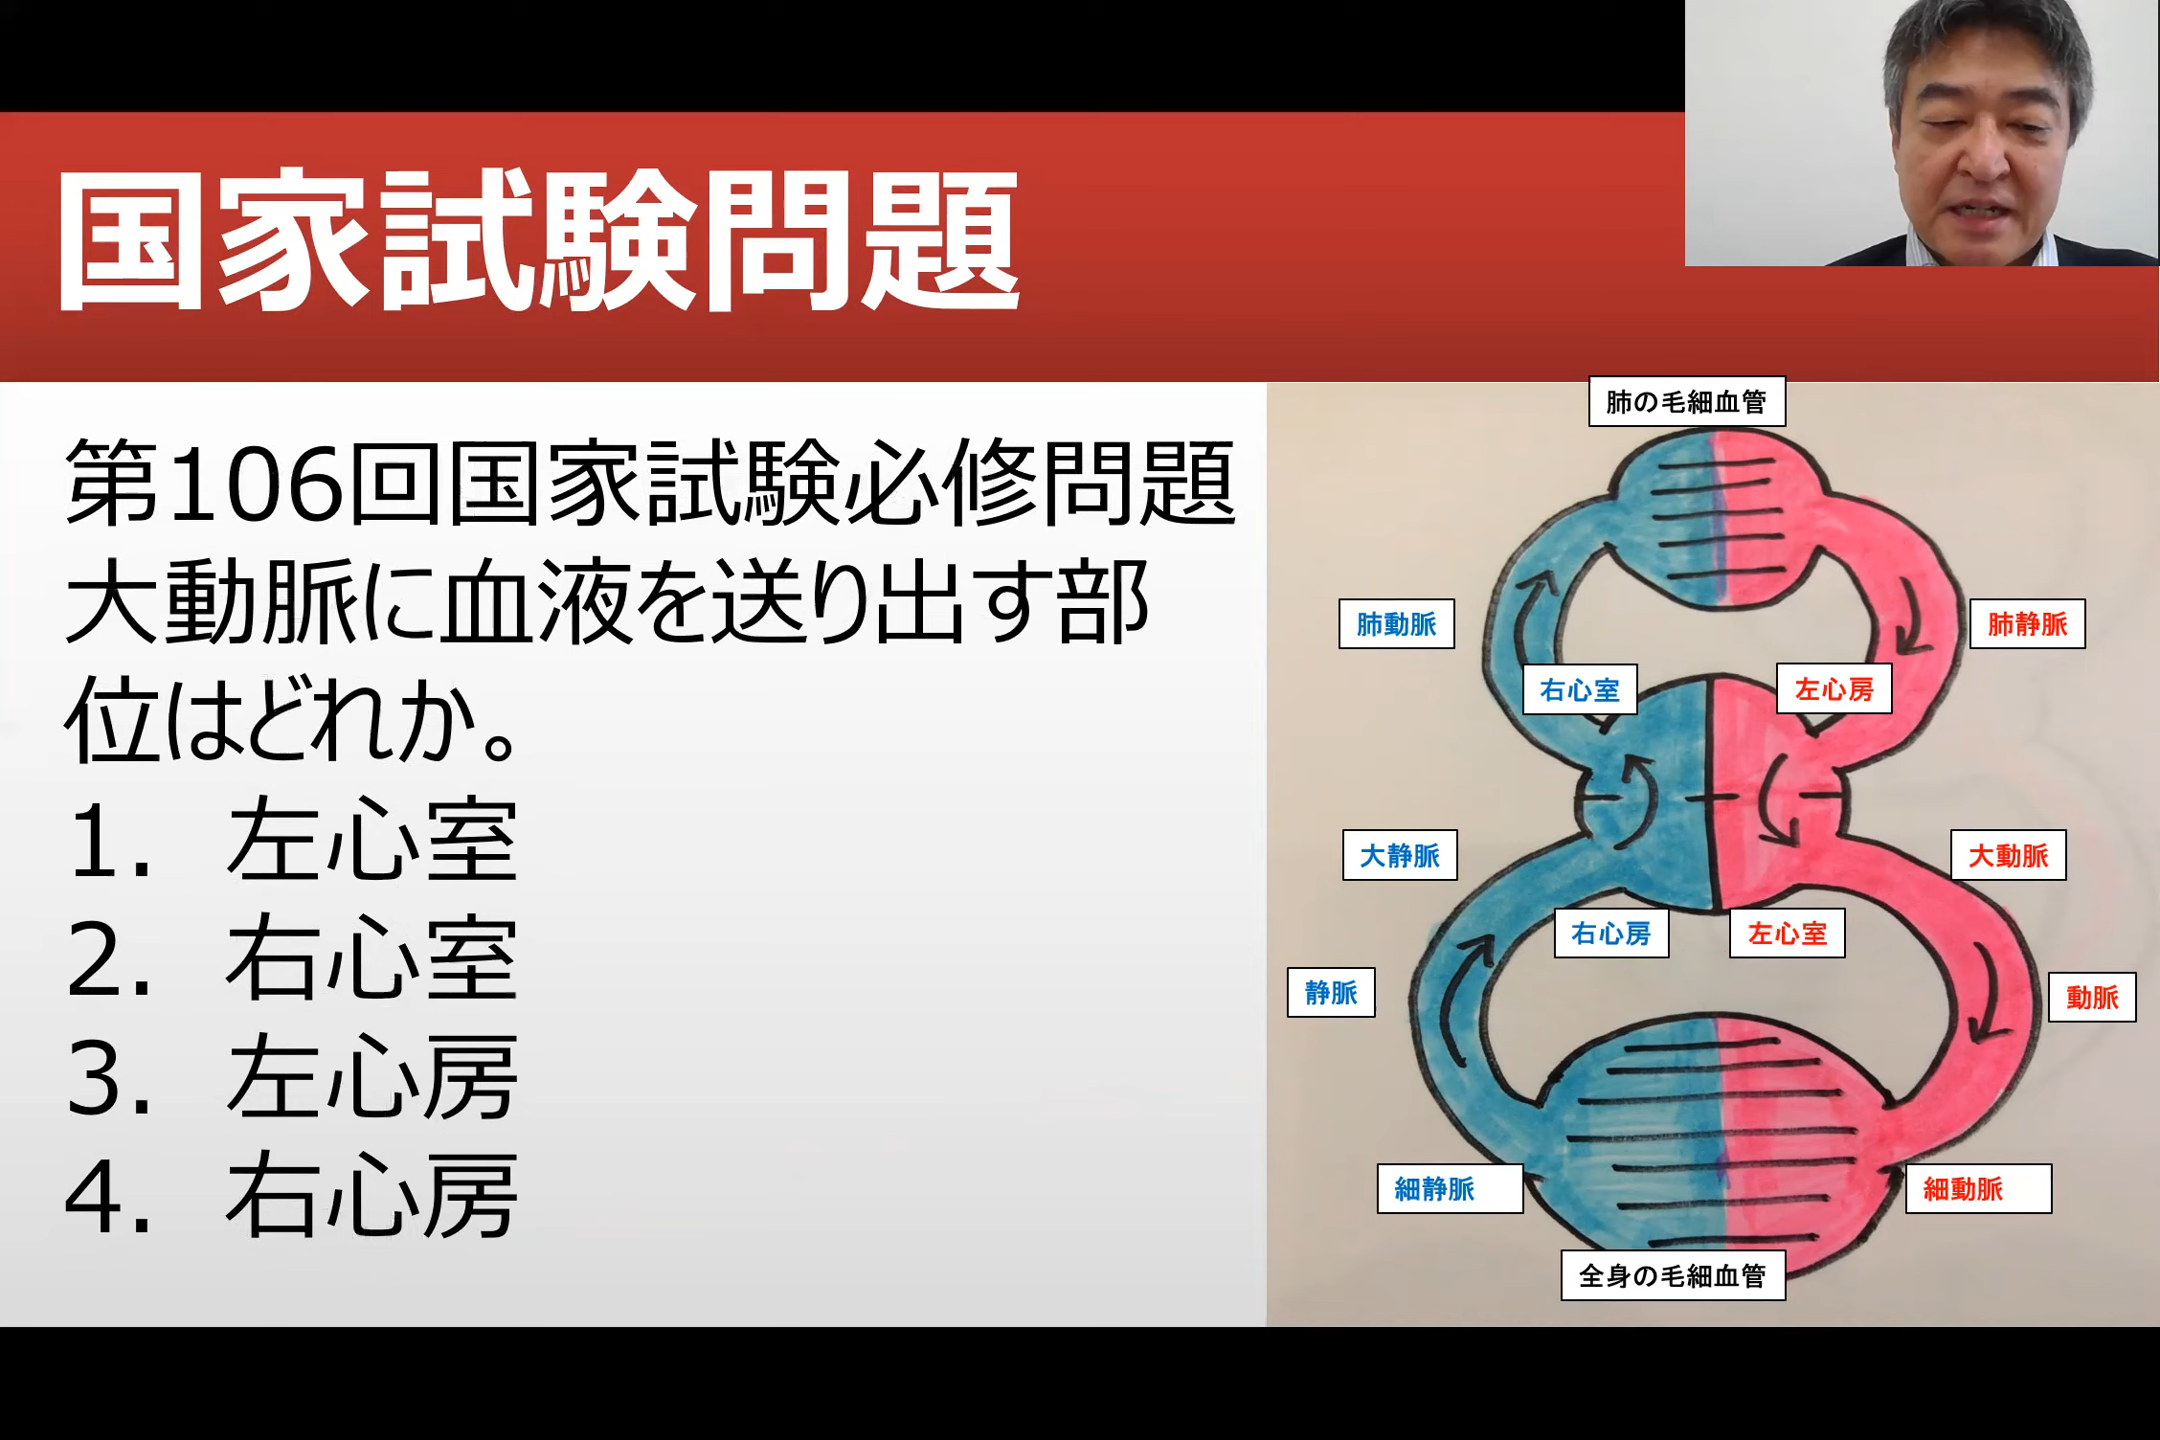 国家試験問題
第106回国家試験必修問題
大動脈に血液を送り出す部
位はどれか。
1. 左心室
2. 右心室
3. 左心房
4. 右心房
肺の毛細血管
肺動脈
肺静脈
右心室
左心房
大静脈
大動脈
右心房
左心室
静脈
動脈
細静脈
細動脈
全身の毛細血管